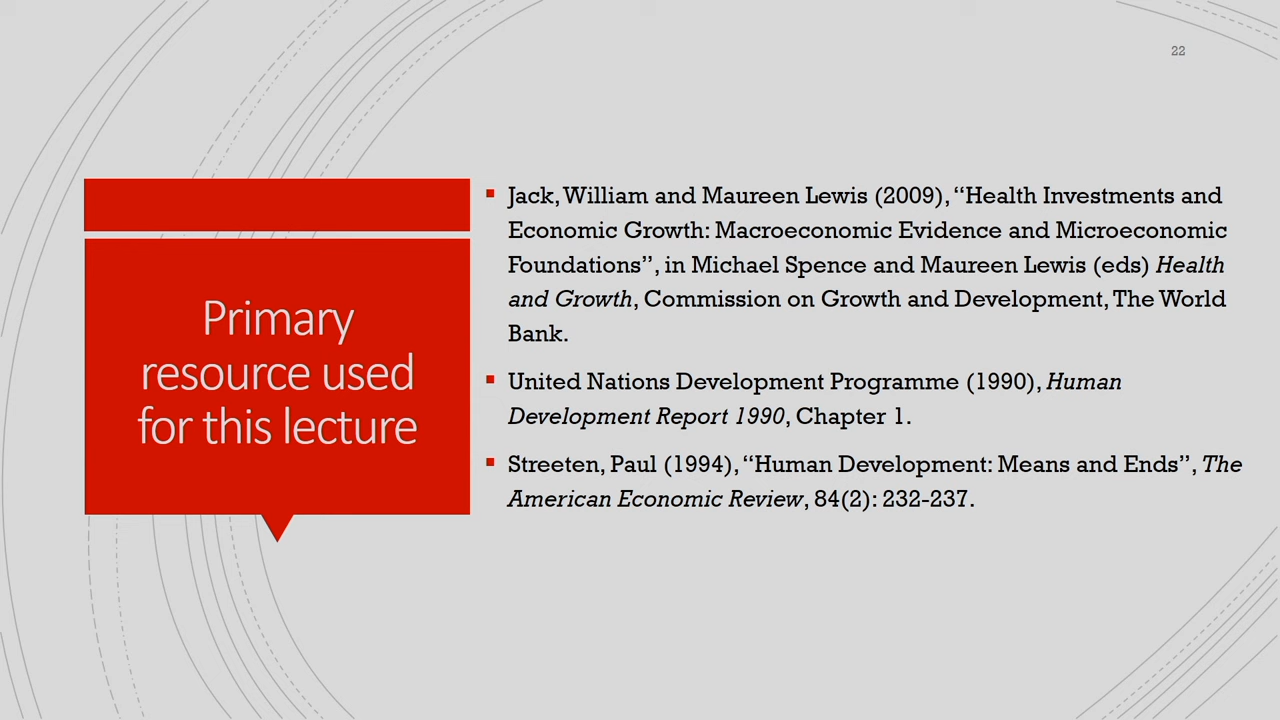 22
Primary
resource used
for this lecture
▪ Jack, William and Maureen Lewis (2009), “Health Investments and
Economic Growth: Macroeconomic Evidence and Microeconomic
Foundations”, in Michael Spence and Maureen Lewis (eds) Health
and Growth, Commission on Growth and Development, The World
Bank.
▪ United Nations Development Programme (1990), Human
Development Report 1990, Chapter 1.
▪ Streeten, Paul (1994), “Human Development: Means and Ends”, The
American Economic Review, 84(2): 232-237.